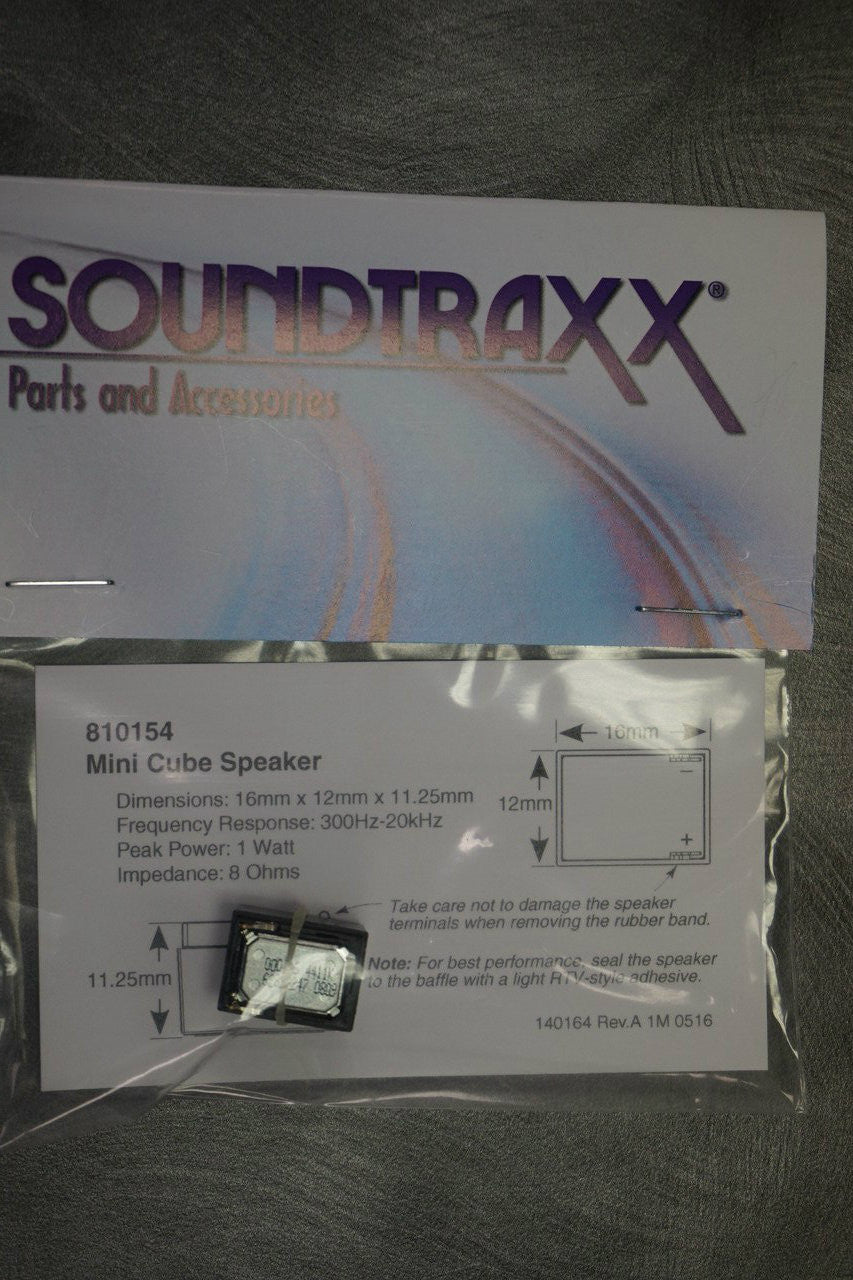 SOUNDTRAXX®
Parts and Accessories
810154
Mini Cube Speaker
Dimensions: 16mm x 12mm x 11.25mm
Frequency Response: 300Hz-20kHz
Peak Power: 1 Watt
Impedance: 8 Ohms
16mm
12mm
−
+
Take care not to damage the speaker
terminals when removing the rubber band.
11.25mm
Note: For best performance, seal the speaker
to the baffle with a light RTV-style adhesive.
140164 Rev.A 1M 0516